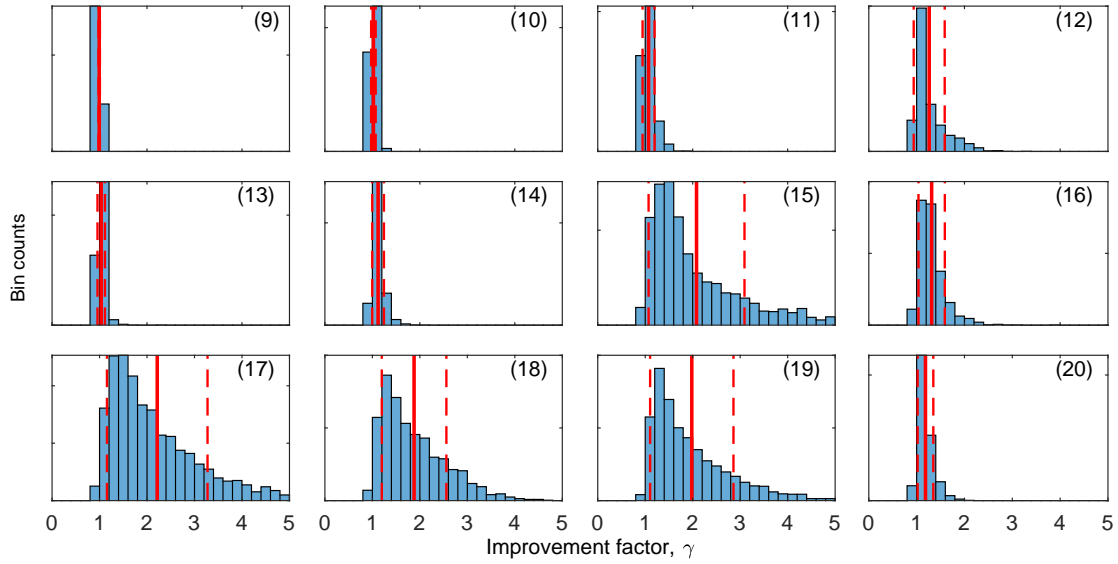 (9) (10) (11) (12)
(13) (14) (15) (16)
Bin counts
(17) (18) (19) (20)
0 1 2 3 4 5 0 1 2 3 4 5 0 1 2 3 4 5 0 1 2 3 4 5
Improvement factor, γ